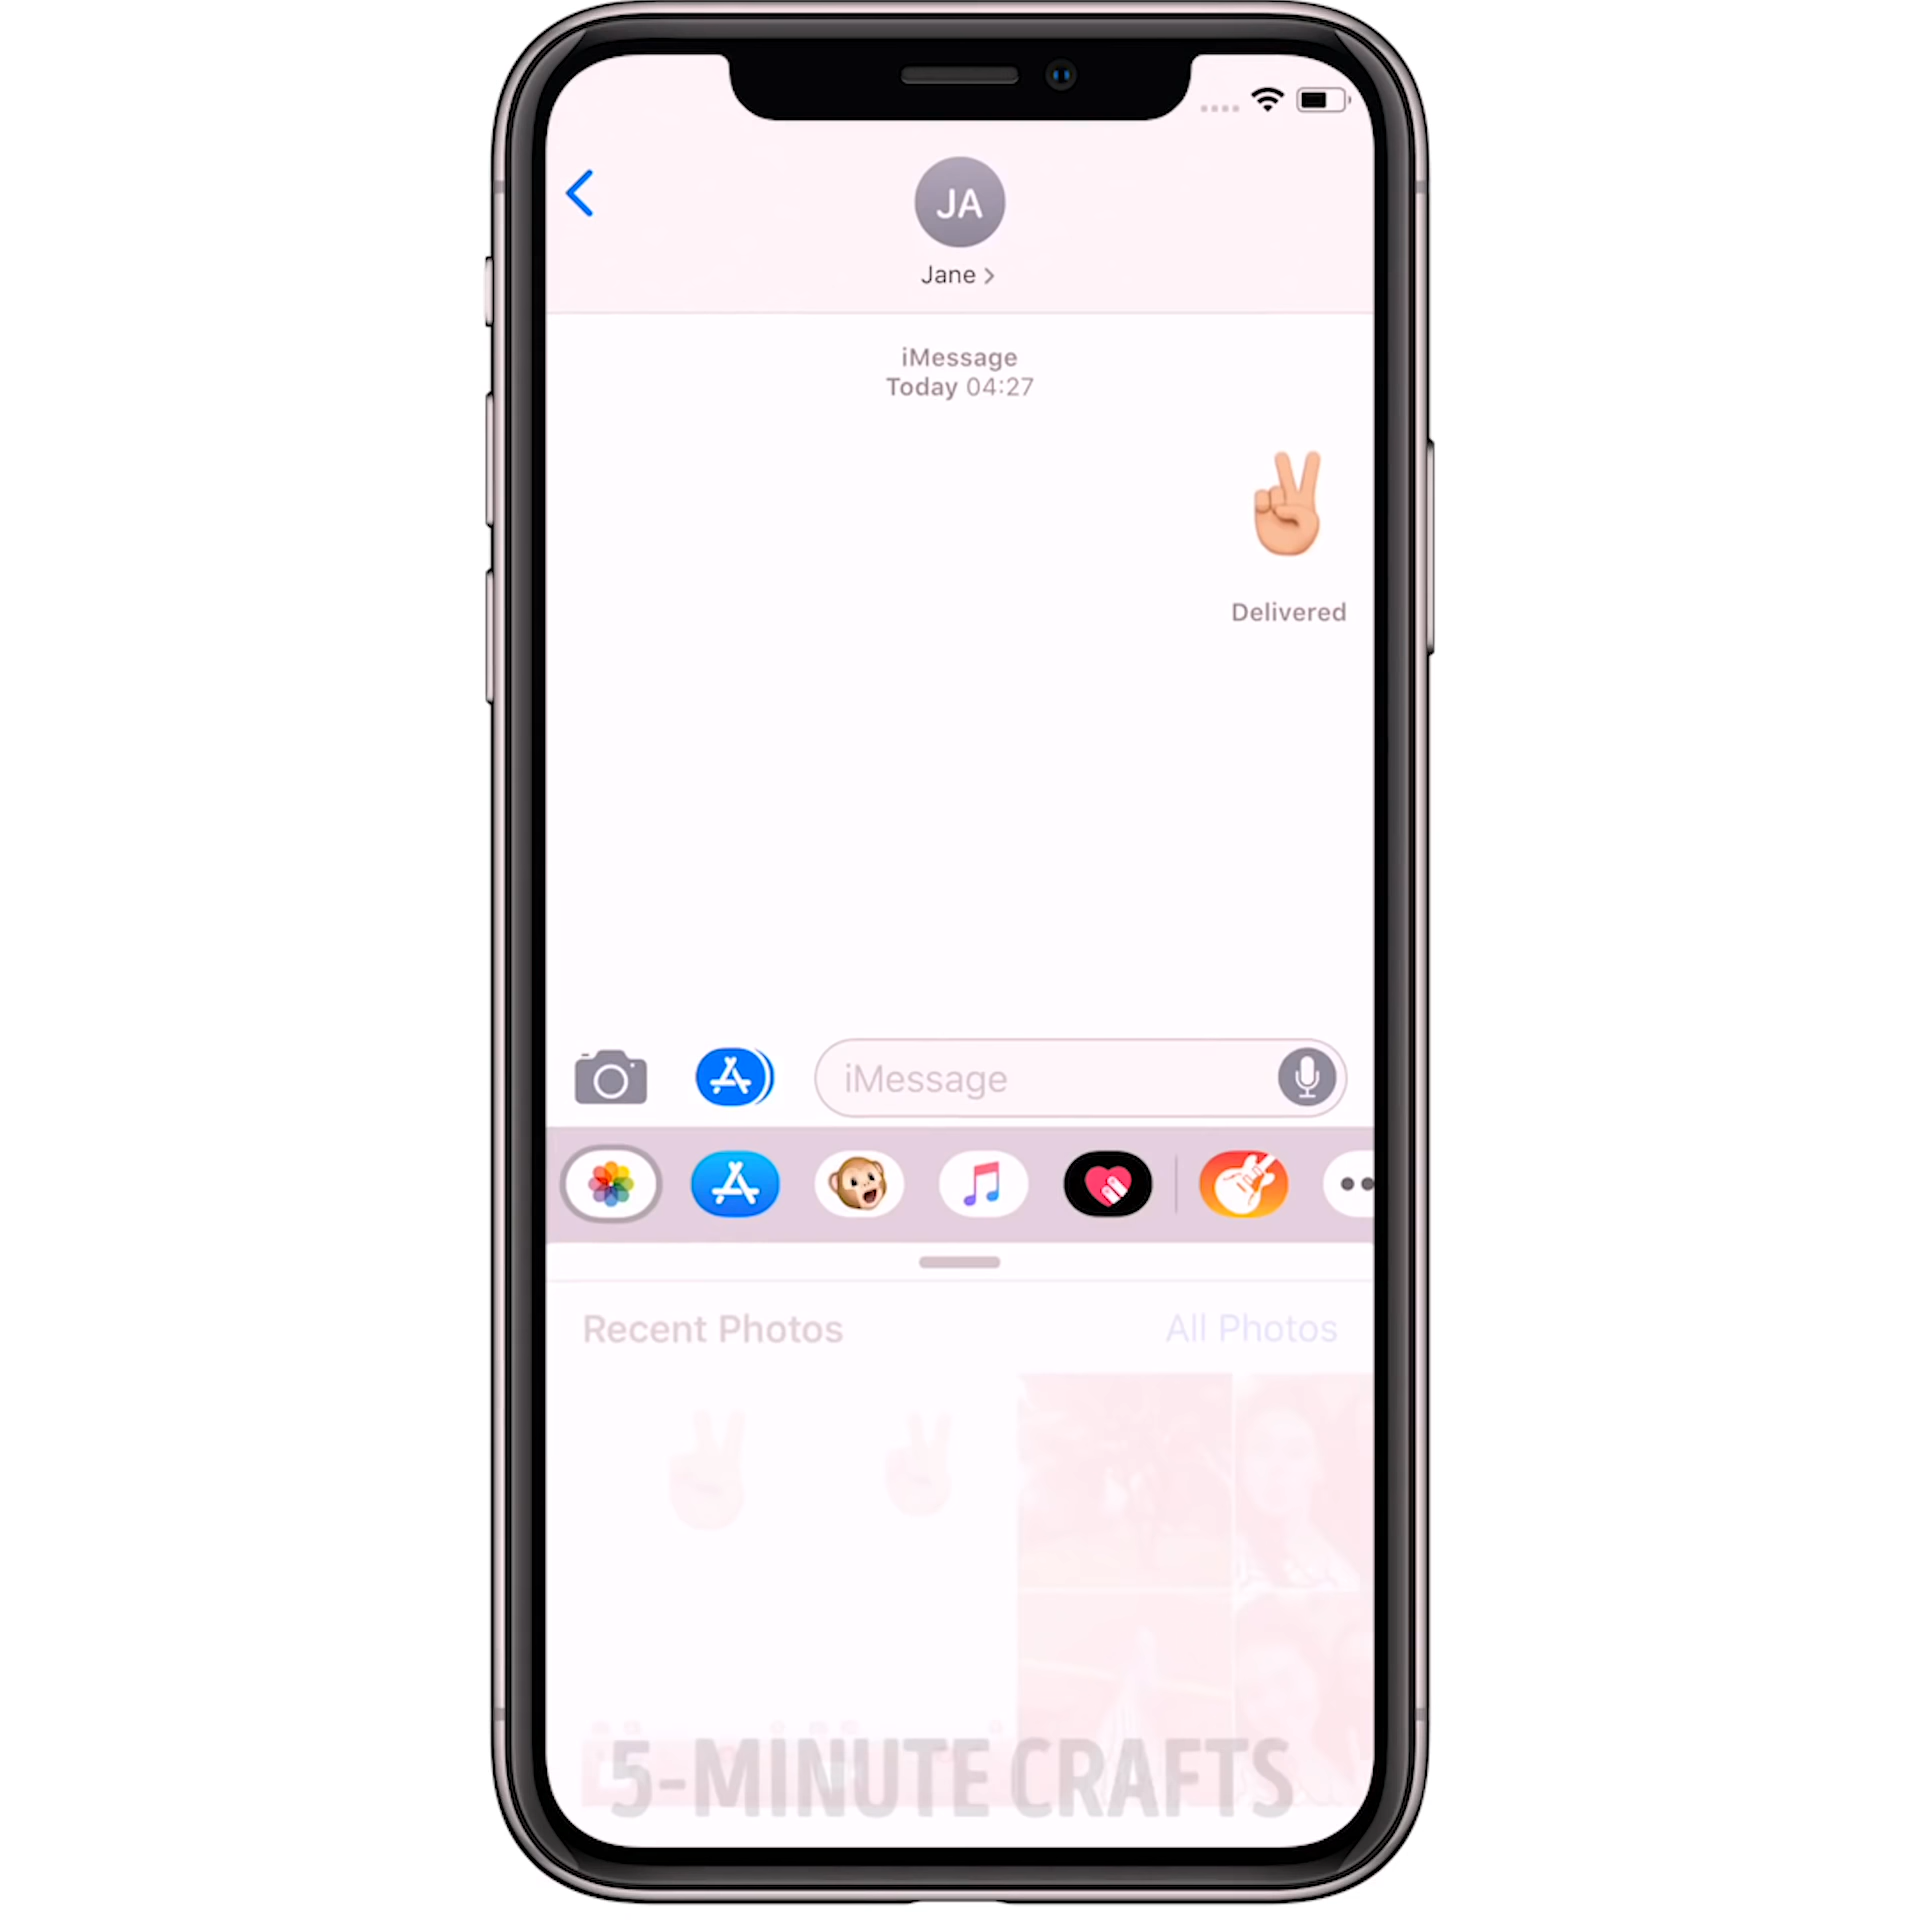 JA
Jane >
iMessage
Today 04:27
Delivered
iMessage
Recent Photos
All Photos
5-MINUTE CRAFTS